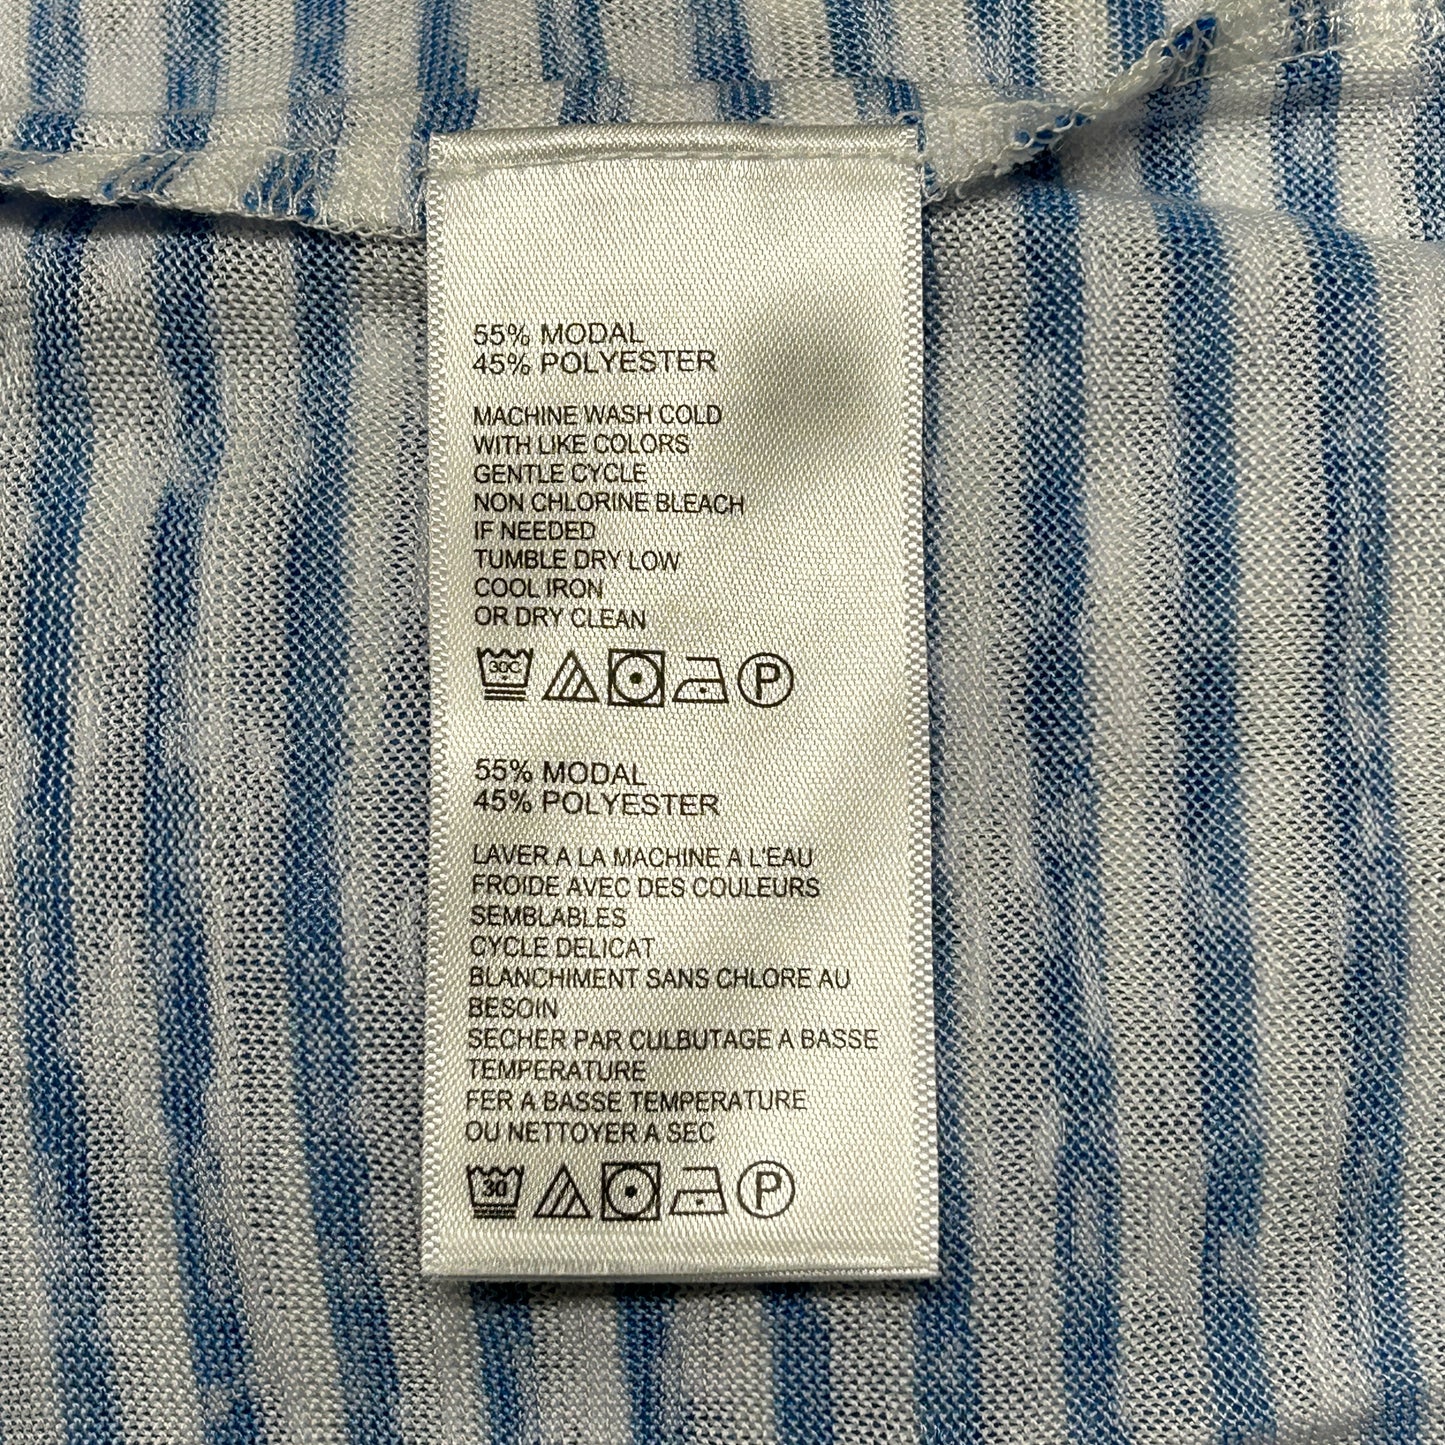 55% MODAL
45% POLYESTER
MACHINE WASH COLD
WITH LIKE COLORS
GENTLE CYCLE
NON CHLORINE BLEACH
IF NEEDED
TUMBLE DRY LOW
COOL IRON
OR DRY CLEAN
30C P
55% MODAL
45% POLYESTER
LAVER A LA MACHINE A L'EAU
FROIDE AVEC DES COULEURS
SEMBLABLES
CYCLE DELICAT
BLANCHIMENT SANS CHLORE AU
BESOIN
SECHER PAR CULBUTAGE A BASSE
TEMPERATURE
FER A BASSE TEMPERATURE
OU NETTOYER A SEC
30 P